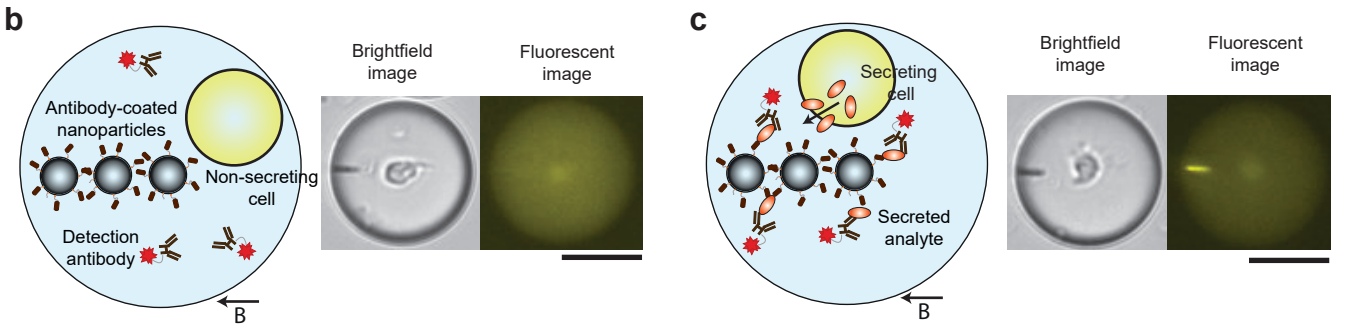 b
Antibody-coated
nanoparticles
Non-secreting
cell
Detection
antibody
B
Brightfield
image
Fluorescent
image
c
Secreting
cell
Secreted
analyte
B
Brightfield
image
Fluorescent
image